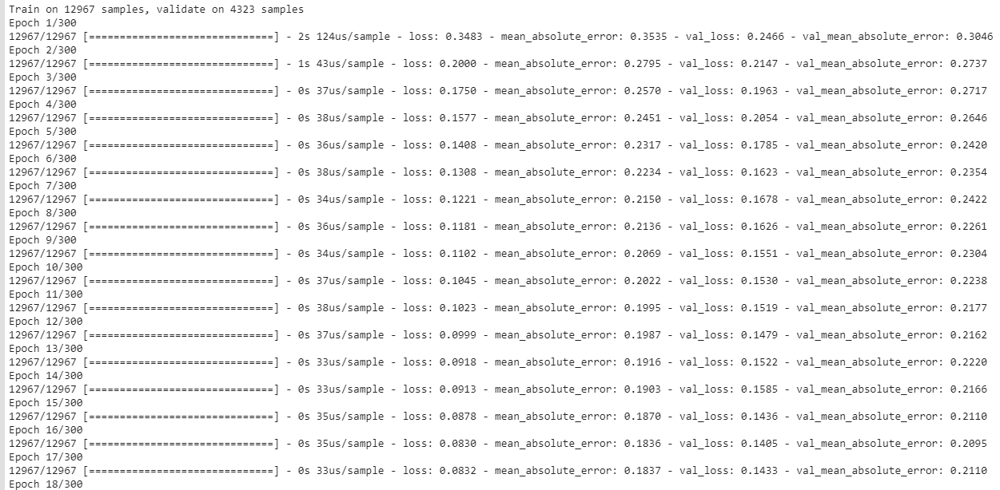 Train on 12967 samples, validate on 4323 samples
Epoch 1/300
12967/12967 [==============================] - 2s 124us/sample - loss: 0.3483 - mean_absolute_error: 0.3535 - val_loss: 0.2466 - val_mean_absolute_error: 0.3046
Epoch 2/300
12967/12967 [==============================] - 1s 43us/sample - loss: 0.2000 - mean_absolute_error: 0.2795 - val_loss: 0.2147 - val_mean_absolute_error: 0.2737
Epoch 3/300
12967/12967 [==============================] - 0s 37us/sample - loss: 0.1750 - mean_absolute_error: 0.2570 - val_loss: 0.1963 - val_mean_absolute_error: 0.2717
Epoch 4/300
12967/12967 [==============================] - 0s 38us/sample - loss: 0.1577 - mean_absolute_error: 0.2451 - val_loss: 0.2054 - val_mean_absolute_error: 0.2646
Epoch 5/300
12967/12967 [==============================] - 0s 36us/sample - loss: 0.1408 - mean_absolute_error: 0.2317 - val_loss: 0.1785 - val_mean_absolute_error: 0.2420
Epoch 6/300
12967/12967 [==============================] - 0s 38us/sample - loss: 0.1308 - mean_absolute_error: 0.2234 - val_loss: 0.1623 - val_mean_absolute_error: 0.2354
Epoch 7/300
12967/12967 [==============================] - 0s 34us/sample - loss: 0.1221 - mean_absolute_error: 0.2150 - val_loss: 0.1678 - val_mean_absolute_error: 0.2422
Epoch 8/300
12967/12967 [==============================] - 0s 36us/sample - loss: 0.1181 - mean_absolute_error: 0.2136 - val_loss: 0.1626 - val_mean_absolute_error: 0.2261
Epoch 9/300
12967/12967 [==============================] - 0s 34us/sample - loss: 0.1102 - mean_absolute_error: 0.2069 - val_loss: 0.1551 - val_mean_absolute_error: 0.2304
Epoch 10/300
12967/12967 [==============================] - 0s 37us/sample - loss: 0.1045 - mean_absolute_error: 0.2022 - val_loss: 0.1530 - val_mean_absolute_error: 0.2238
Epoch 11/300
12967/12967 [==============================] - 0s 38us/sample - loss: 0.1023 - mean_absolute_error: 0.1995 - val_loss: 0.1519 - val_mean_absolute_error: 0.2177
Epoch 12/300
12967/12967 [==============================] - 0s 37us/sample - loss: 0.0999 - mean_absolute_error: 0.1987 - val_loss: 0.1479 - val_mean_absolute_error: 0.2162
Epoch 13/300
12967/12967 [==============================] - 0s 33us/sample - loss: 0.0918 - mean_absolute_error: 0.1916 - val_loss: 0.1522 - val_mean_absolute_error: 0.2220
Epoch 14/300
12967/12967 [==============================] - 0s 33us/sample - loss: 0.0913 - mean_absolute_error: 0.1903 - val_loss: 0.1585 - val_mean_absolute_error: 0.2166
Epoch 15/300
12967/12967 [==============================] - 0s 35us/sample - loss: 0.0878 - mean_absolute_error: 0.1870 - val_loss: 0.1436 - val_mean_absolute_error: 0.2110
Epoch 16/300
12967/12967 [==============================] - 0s 35us/sample - loss: 0.0830 - mean_absolute_error: 0.1836 - val_loss: 0.1405 - val_mean_absolute_error: 0.2095
Epoch 17/300
12967/12967 [==============================] - 0s 33us/sample - loss: 0.0832 - mean_absolute_error: 0.1837 - val_loss: 0.1433 - val_mean_absolute_error: 0.2110
Epoch 18/300